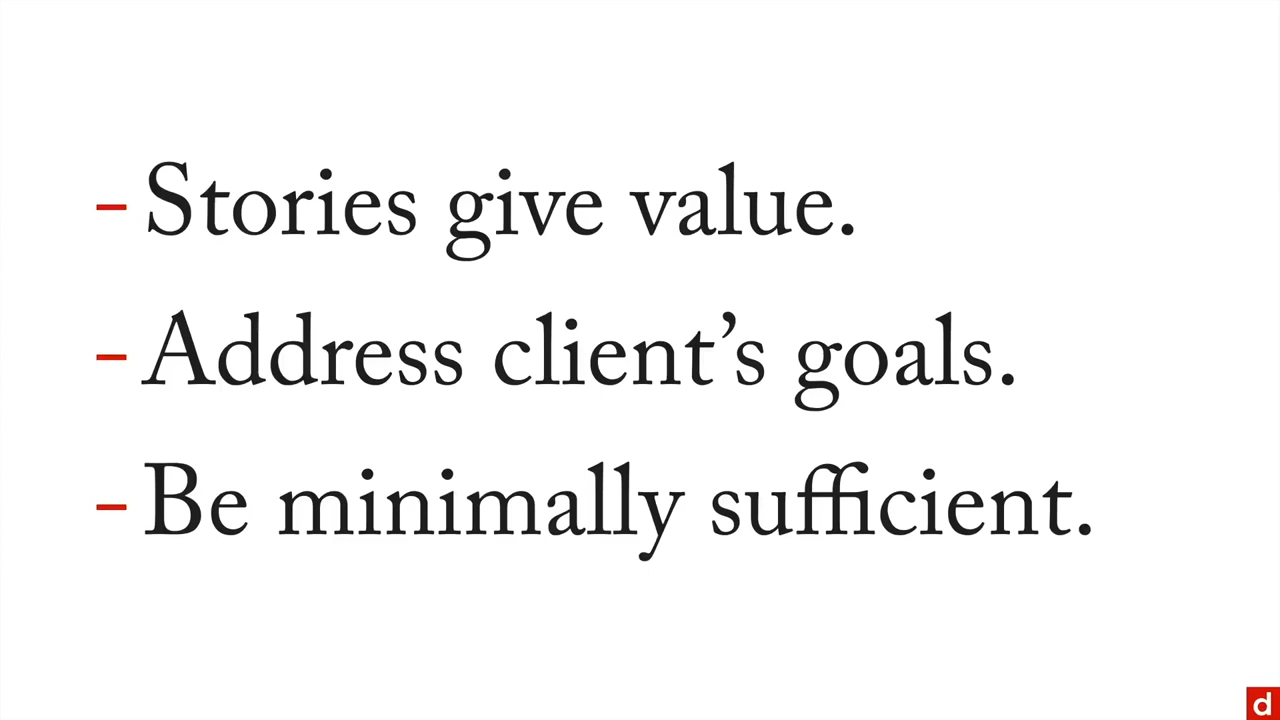 – Stories give value.
– Address client’s goals.
– Be minimally sufficient.
d